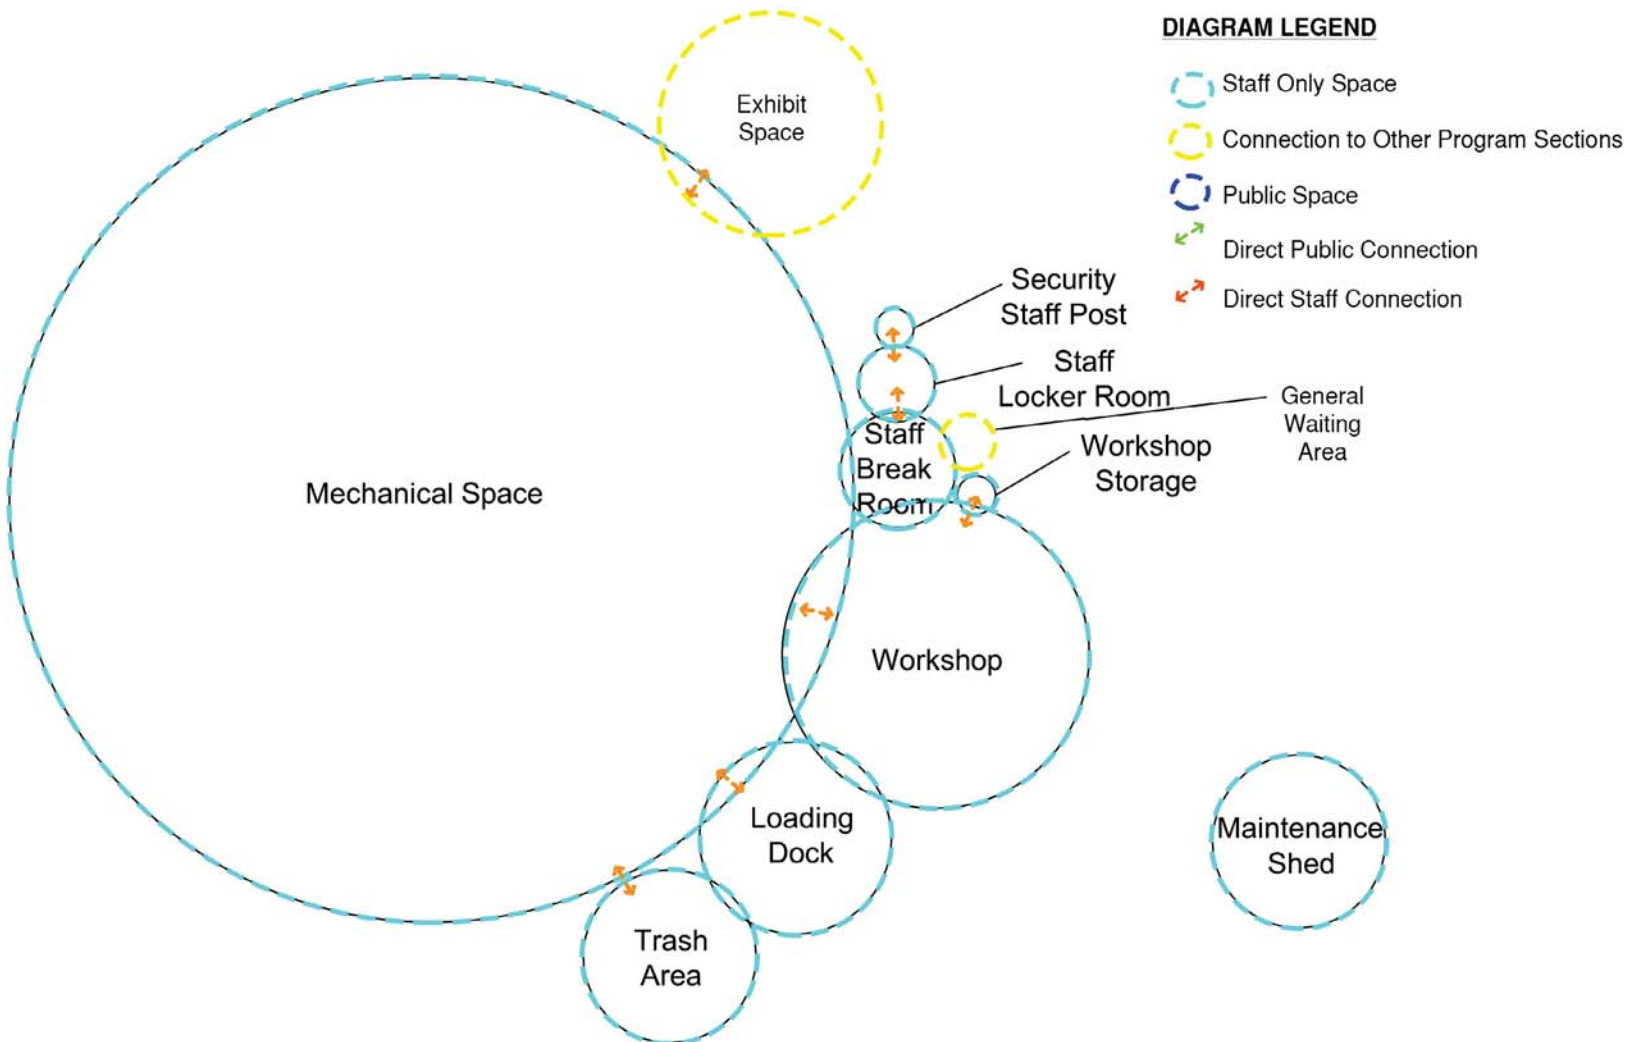 DIAGRAM LEGEND
Staff Only Space
Connection to Other Program Sections
Public Space
Direct Public Connection
Direct Staff Connection
Exhibit
Space
Security
Staff Post
Staff
Locker Room
General
Waiting
Area
Staff
Break
Room
Workshop
Storage
Mechanical Space
Workshop
Loading
Dock
Maintenance
Shed
Trash
Area